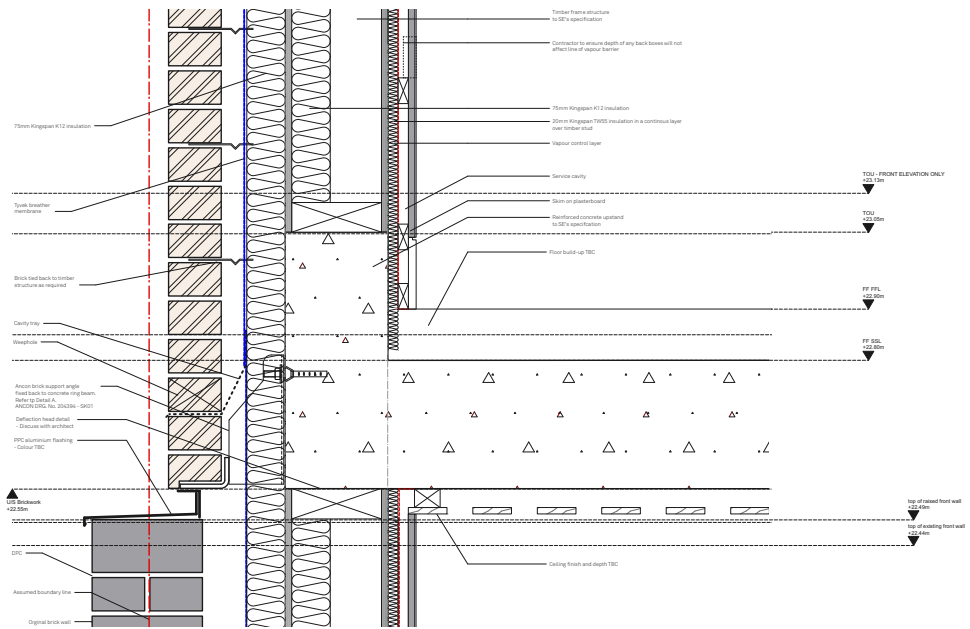 Timber frame structure
to SE's specification
Contractor to ensure depth of any back boxes will not
affect line of vapour barrier
75mm Kingspan K12 insulation
75mm Kingspan K12 insulation
20mm Kingspan TW55 insulation in a continous layer
over timber stud
Vapour control layer
Service cavity
TOU - FRONT ELEVATION ONLY
+23.13m
Tyvek breather
membrane
Skim on plasterboard
Reinforced concrete upstand
to SE's specification
TOU
+23.05m
Floor build-up TBC
Brick tied back to timber
structure as required
FF FFL
+22.90m
Cavity tray
Weephole
FF SSL
+22.80m
Ancon brick support angle
fixed back to concrete ring beam.
Refer tp Detail A.
ANCON DRG. No. 204394 - SK01
Deflection head detail
- Discuss with architect
PPC aluminium flashing
- Colour TBC
U/S Brickwork
+22.55m
top of raised front wall
+22.49m
top of existing front wall
+22.44m
DPC
Ceiling finish and depth TBC
Assumed boundary line
Orginal brick wall